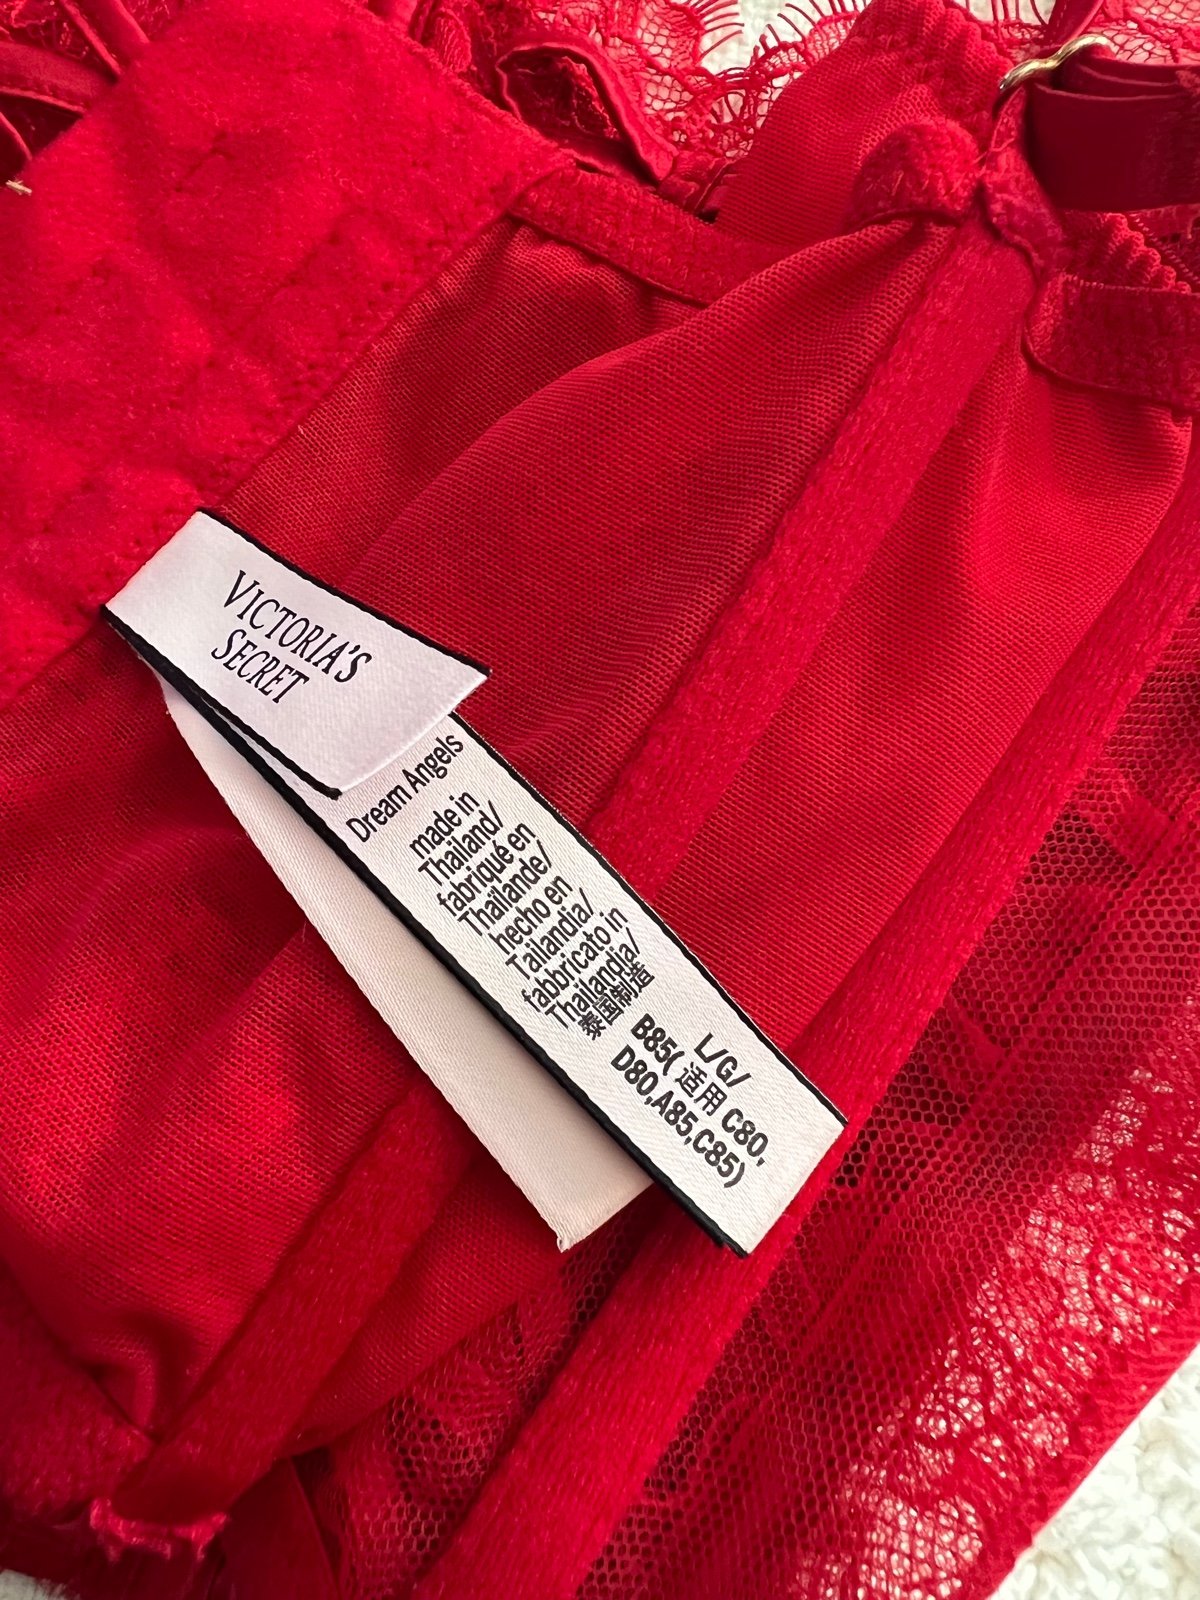 VICTORIA'S
SECRET
Dream Angels
made in
Thailand/
fabriqué en
Thaïlande/
hecho en
Tailandia/
fabbricato in
Thailandia/
泰国制造
L/G/
B85(适用 C80,
D80,A85,C85)